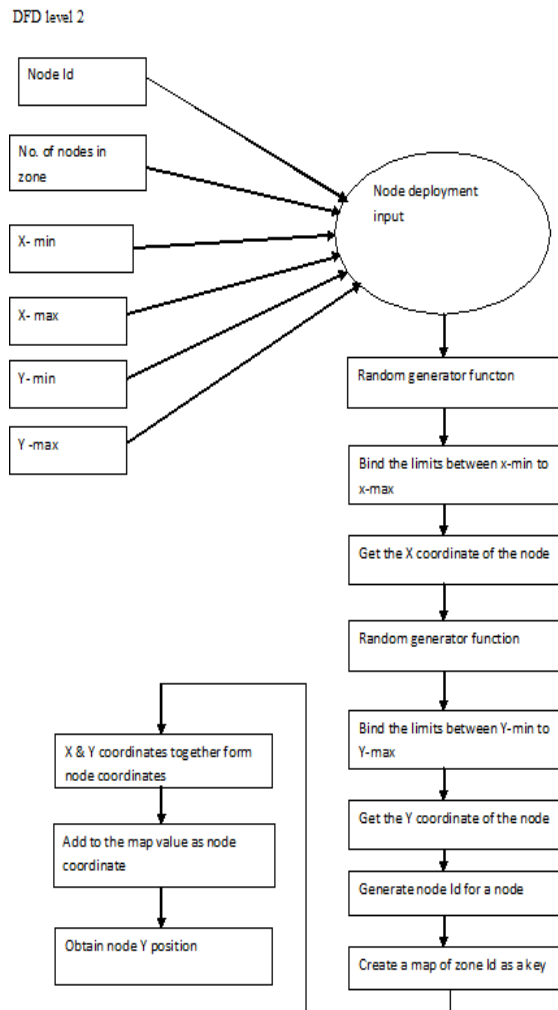 DFD level 2
Node Id
No. of nodes in
zone
X- min
X- max
Y- min
Y -max
Node deployment
input
Random generator functon
Bind the limits between x-min to
x-max
Get the X coordinate of the node
Random generator function
Bind the limits between Y-min to
Y-max
Get the Y coordinate of the node
Generate node Id for a node
Create a map of zone Id as a key
X & Y coordinates together form
node coordinates
Add to the map value as node
coordinate
Obtain node Y position